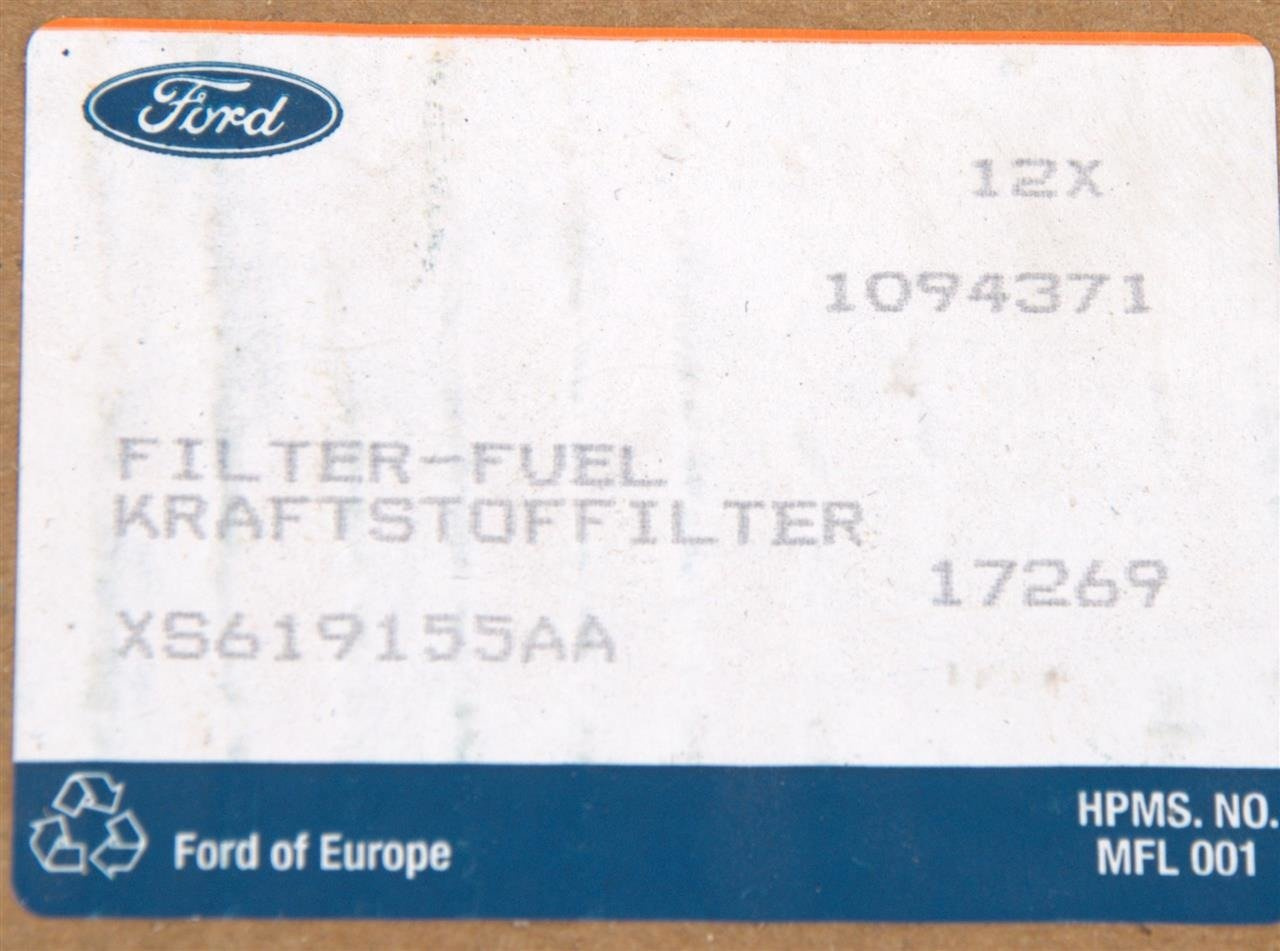 Ford
12X
1094371
FILTER-FUEL
KRAFTSTOFFILTER
17269
XS619155AA
Ford of Europe
HPMS. NO.
MFL 001